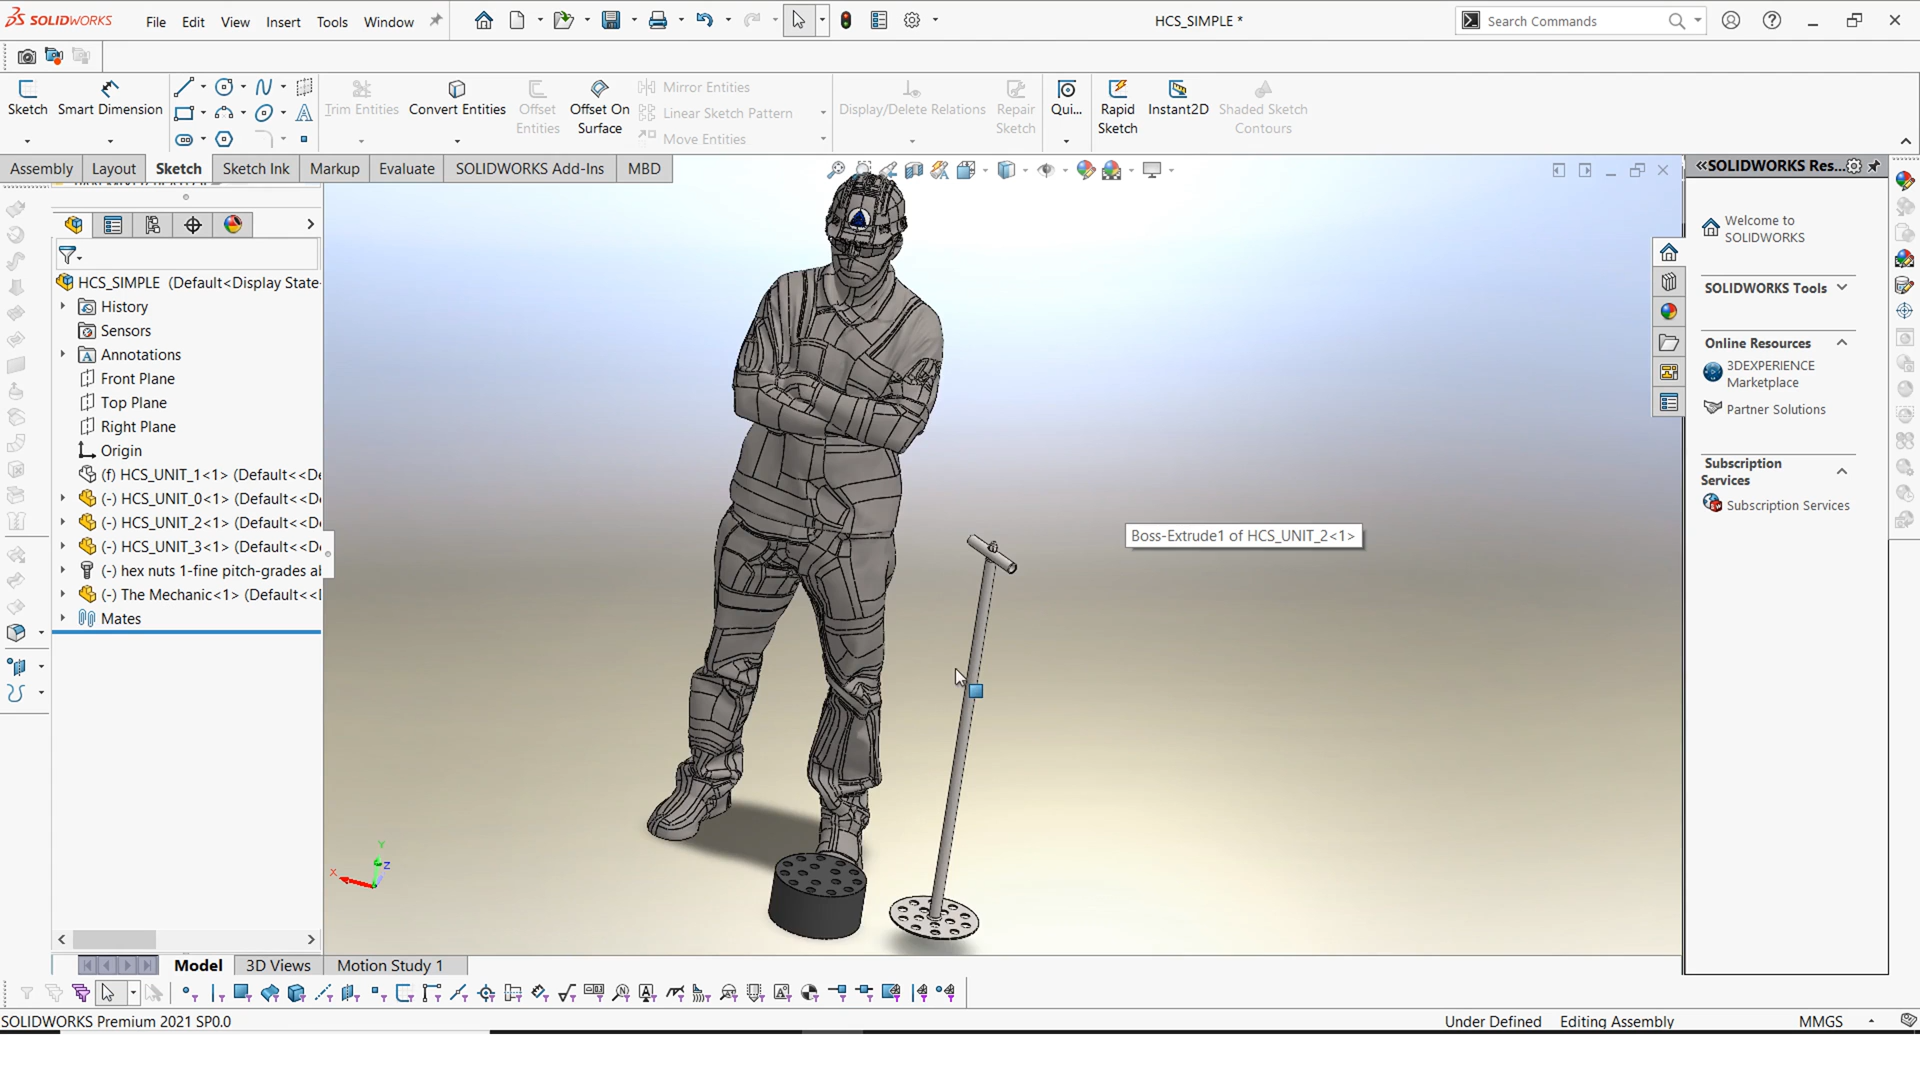 SOLIDWORKS File Edit View Insert Tools Window HCS_SIMPLE * Search Commands
Sketch Smart Dimension Trim Entities Convert Entities Offset Entities Offset On Surface Mirror Entities Linear Sketch Pattern Move Entities Display/Delete Relations Repair Sketch Qui... Rapid Sketch Instant2D Shaded Sketch Contours
Assembly Layout Sketch Sketch Ink Markup Evaluate SOLIDWORKS Add-Ins MBD
HCS_SIMPLE (Default<Display State-
History
Sensors
Annotations
Front Plane
Top Plane
Right Plane
Origin
(f) HCS_UNIT_1<1> (Default<<De
(-) HCS_UNIT_0<1> (Default<<De
(-) HCS_UNIT_2<1> (Default<<De
(-) HCS_UNIT_3<1> (Default<<De
(-) hex nuts 1-fine pitch-grades ab
(-) The Mechanic<1> (Default<<
Mates
Boss-Extrude1 of HCS_UNIT_2<1>
Y
Z
X
SOLIDWORKS Res...
Welcome to
SOLIDWORKS
SOLIDWORKS Tools
Online Resources
3DEXPERIENCE
Marketplace
Partner Solutions
Subscription
Services
Subscription Services
Model 3D Views Motion Study 1
SOLIDWORKS Premium 2021 SP0.0 Under Defined Editing Assembly MMGS